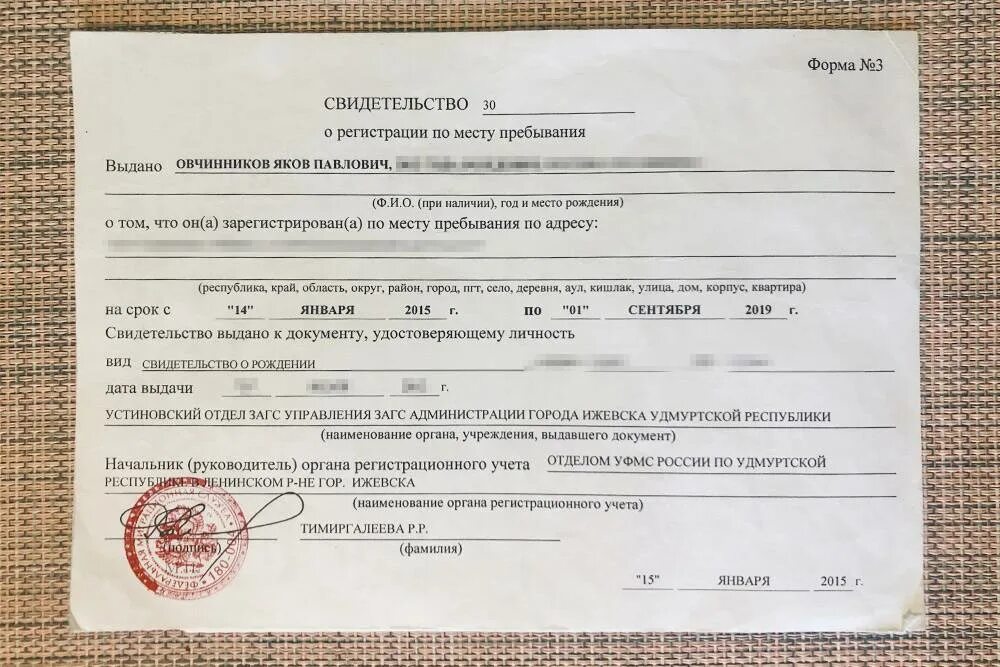 Форма №3
СВИДЕТЕЛЬСТВО 30
о регистрации по месту пребывания
Выдано ОВЧИННИКОВ ЯКОВ ПАВЛОВИЧ,
(Ф.И.О. (при наличии), год и место рождения)
о том, что он(а) зарегистрирован(а) по месту пребывания по адресу:
(республика, край, область, округ, район, город, пгт, село, деревня, аул, кишлак, улица, дом, корпус, квартира)
на срок с "14" ЯНВАРЯ 2015 г. по "01" СЕНТЯБРЯ 2019 г.
Свидетельство выдано к документу, удостоверяющему личность
вид СВИДЕТЕЛЬСТВО О РОЖДЕНИИ
дата выдачи г.
УСТИНОВСКИЙ ОТДЕЛ ЗАГС УПРАВЛЕНИЯ ЗАГС АДМИНИСТРАЦИИ ГОРОДА ИЖЕВСКА УДМУРТСКОЙ РЕСПУБЛИКИ
(наименование органа, учреждения, выдавшего документ)
Начальник (руководитель) органа регистрационного учета ОТДЕЛОМ УФМС РОССИИ ПО УДМУРТСКОЙ
РЕСПУБЛИКЕ В ЛЕНИНСКОМ Р-НЕ ГОР. ИЖЕВСКА
(наименование органа регистрационного учета)
ТИМИРГАЛЕЕВА Р.Р.
(подпись) (фамилия)
М.П.
ФЕДЕРАЛЬНАЯ МИГРАЦИОННАЯ СЛУЖБА
"15" ЯНВАРЯ 2015 г.